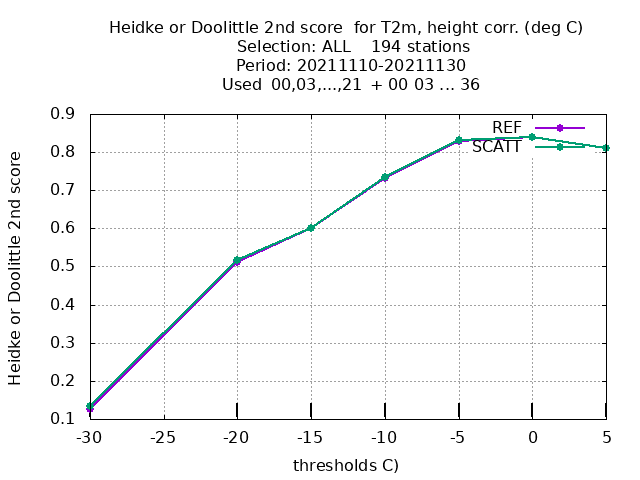 Heidke or Doolittle 2nd score  for T2m, height corr. (deg C)
Selection: ALL    194 stations
Period: 20211110-20211130
Used  00,03,...,21  + 00 03 ... 36
Heidke or Doolittle 2nd score
0.9
0.8
0.7
0.6
0.5
0.4
0.3
0.2
0.1
REF
SCATT
-30 -25 -20 -15 -10 -5 0 5
thresholds C)